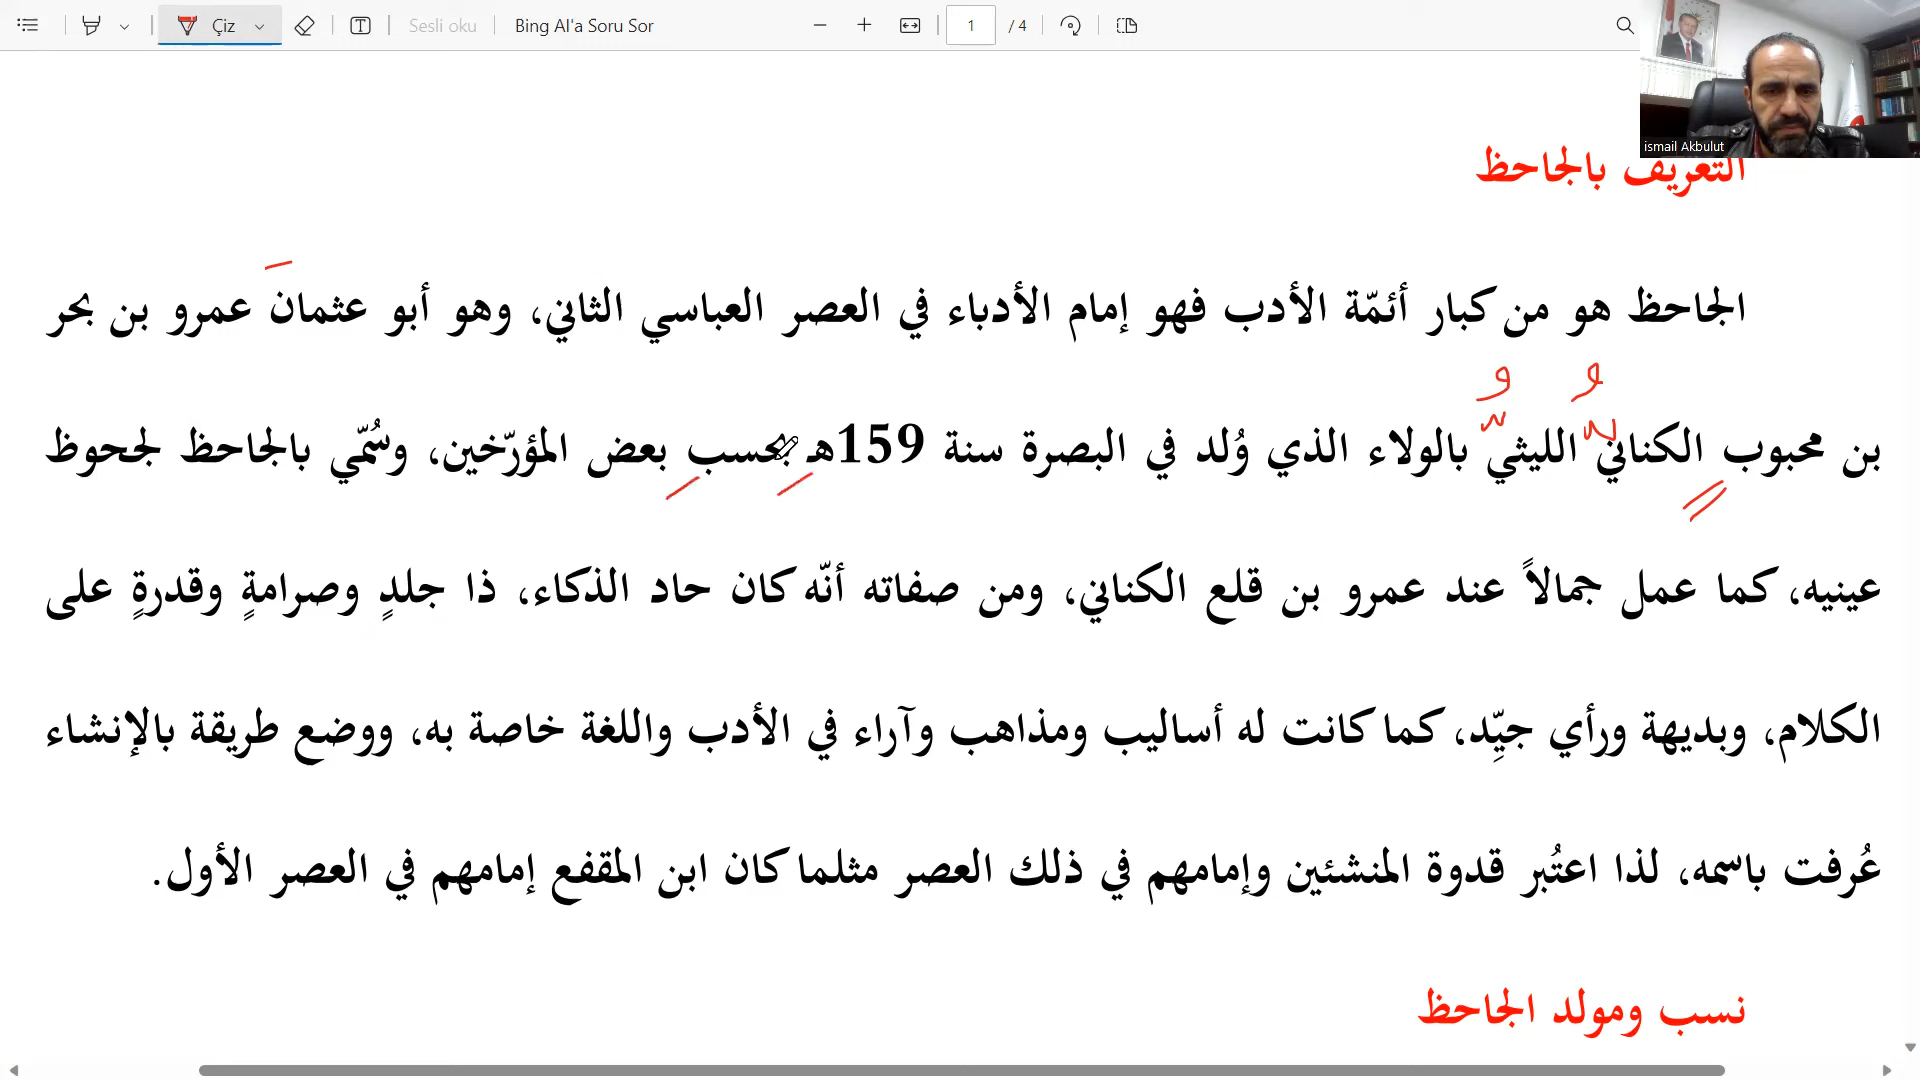 Çiz
Sesli oku
Bing AI'a Soru Sor
1
/ 4
ismail Akbulut
التعريف بالجاحظ
الجاحظ هو من كبار أئمّة الأدب فهو إمام الأدباء في العصر العباسي الثاني، وهو أبو عثمان عمرو بن بحر
بن محبوب الكنانيّ الليثيّ بالولاء الذي وُلد في البصرة سنة 159هـ بحسب بعض المؤرّخين، وسُمّي بالجاحظ لجحوظ
عينيه، كما عمل جمالاً عند عمرو بن قلع الكناني، ومن صفاته أنّه كان حاد الذكاء، ذا جلدٍ وصرامةٍ وقدرةٍ على
الكلام، وبديهة ورأي جيِّد، كما كانت له أساليب ومذاهب وآراء في الأدب واللغة خاصة به، ووضع طريقة بالإنشاء
عُرفت باسمه، لذا اعتُبر قدوة المنشئين وإمامهم في ذلك العصر مثلما كان ابن المقفع إمامهم في العصر الأول.
نسب ومولد الجاحظ